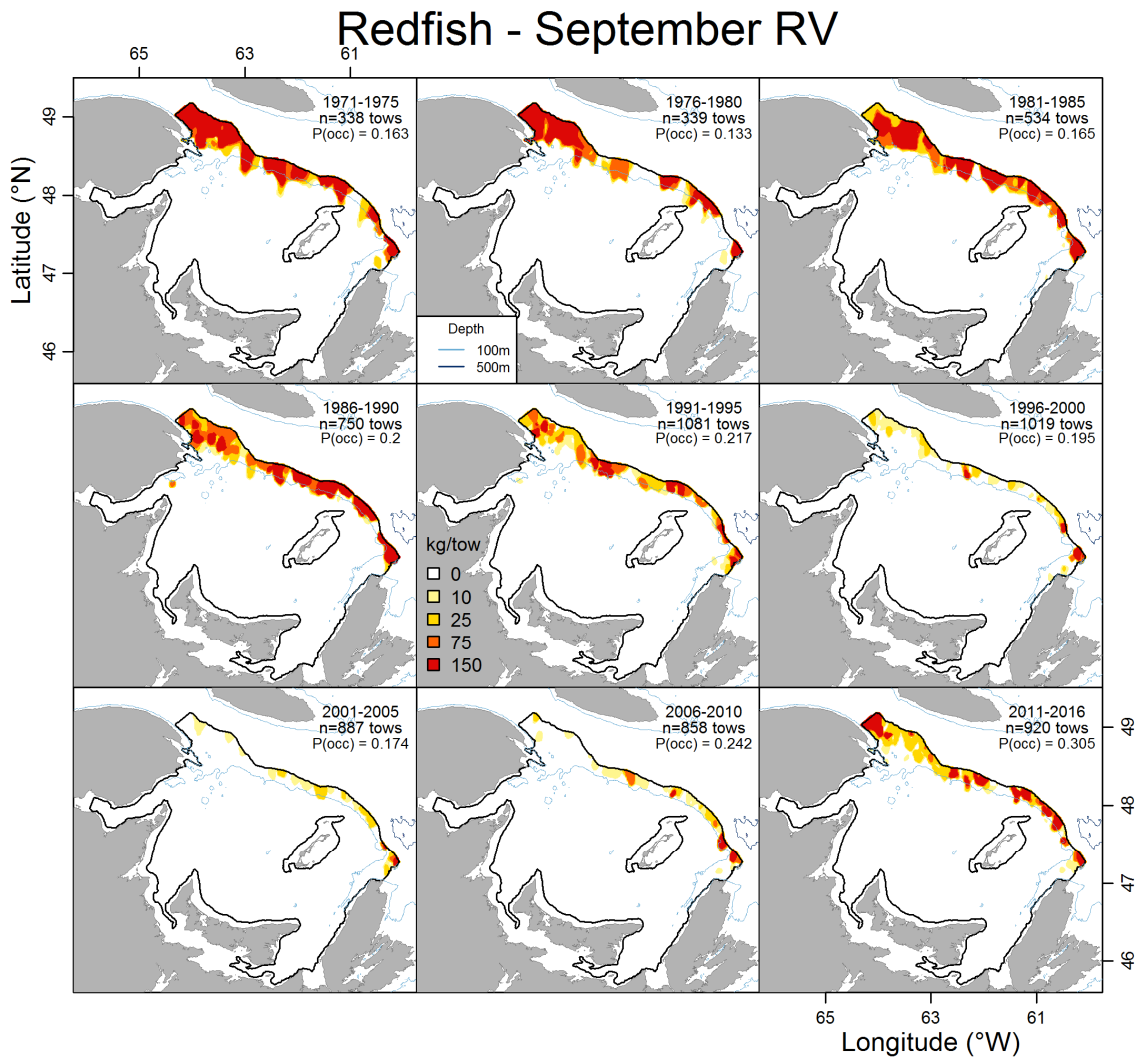 Redfish - September RV
65 63 61
1971-1975
n=338 tows
P(occ) = 0.163
1976-1980
n=339 tows
P(occ) = 0.133
1981-1985
n=534 tows
P(occ) = 0.165
49
48
47
46
Latitude (°N)
Depth
100m
500m
1986-1990
n=750 tows
P(occ) = 0.2
1991-1995
n=1081 tows
P(occ) = 0.217
1996-2000
n=1019 tows
P(occ) = 0.195
kg/tow
0
10
25
75
150
2001-2005
n=887 tows
P(occ) = 0.174
2006-2010
n=858 tows
P(occ) = 0.242
2011-2016
n=920 tows
P(occ) = 0.305
49
48
47
46
65 63 61
Longitude (°W)